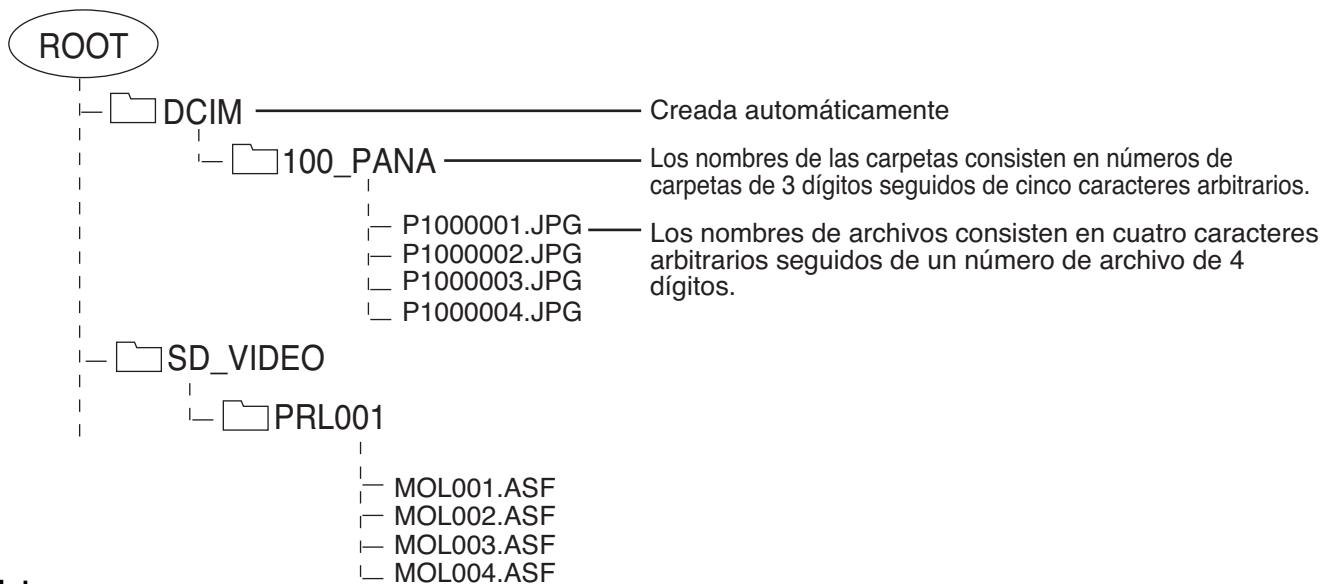 ROOT
DCIM
Creada automáticamente
100_PANA
Los nombres de las carpetas consisten en números de
carpetas de 3 dígitos seguidos de cinco caracteres arbitrarios.
P1000001.JPG
Los nombres de archivos consisten en cuatro caracteres
arbitrarios seguidos de un número de archivo de 4
dígitos.
P1000002.JPG
P1000003.JPG
P1000004.JPG
SD_VIDEO
PRL001
MOL001.ASF
MOL002.ASF
MOL003.ASF
MOL004.ASF